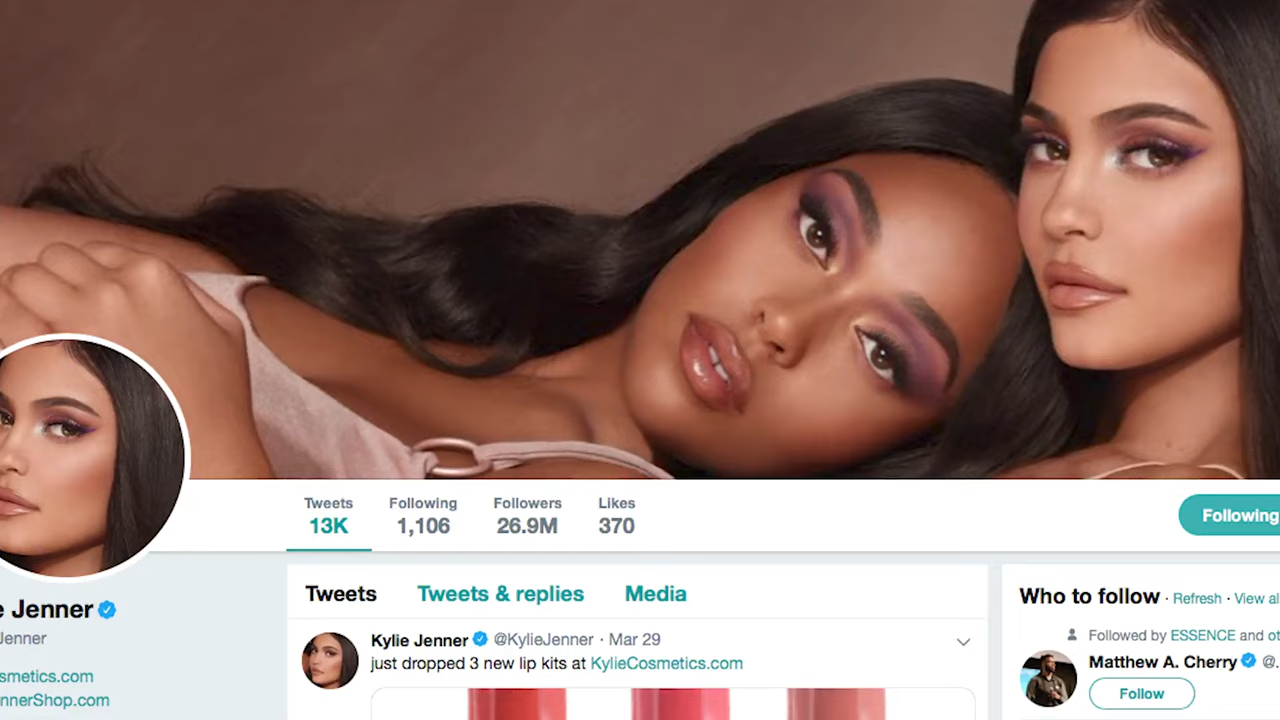 Tweets Following Followers Likes
13K 1,106 26.9M 370
Following
e Jenner
Jenner
smetics.com
nnerShop.com
Tweets Tweets & replies Media
Kylie Jenner @KylieJenner · Mar 29
just dropped 3 new lip kits at KylieCosmetics.com
Who to follow · Refresh · View al
Followed by ESSENCE and ot
Matthew A. Cherry @.
Follow